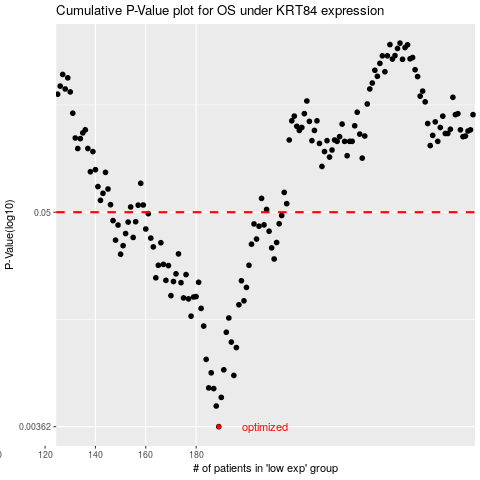 Cumulative P-Value plot for OS under KRT84 expression
P-Value(log10)
0.05
0.00362
optimized
0 120 140 160 180
# of patients in 'low exp' group